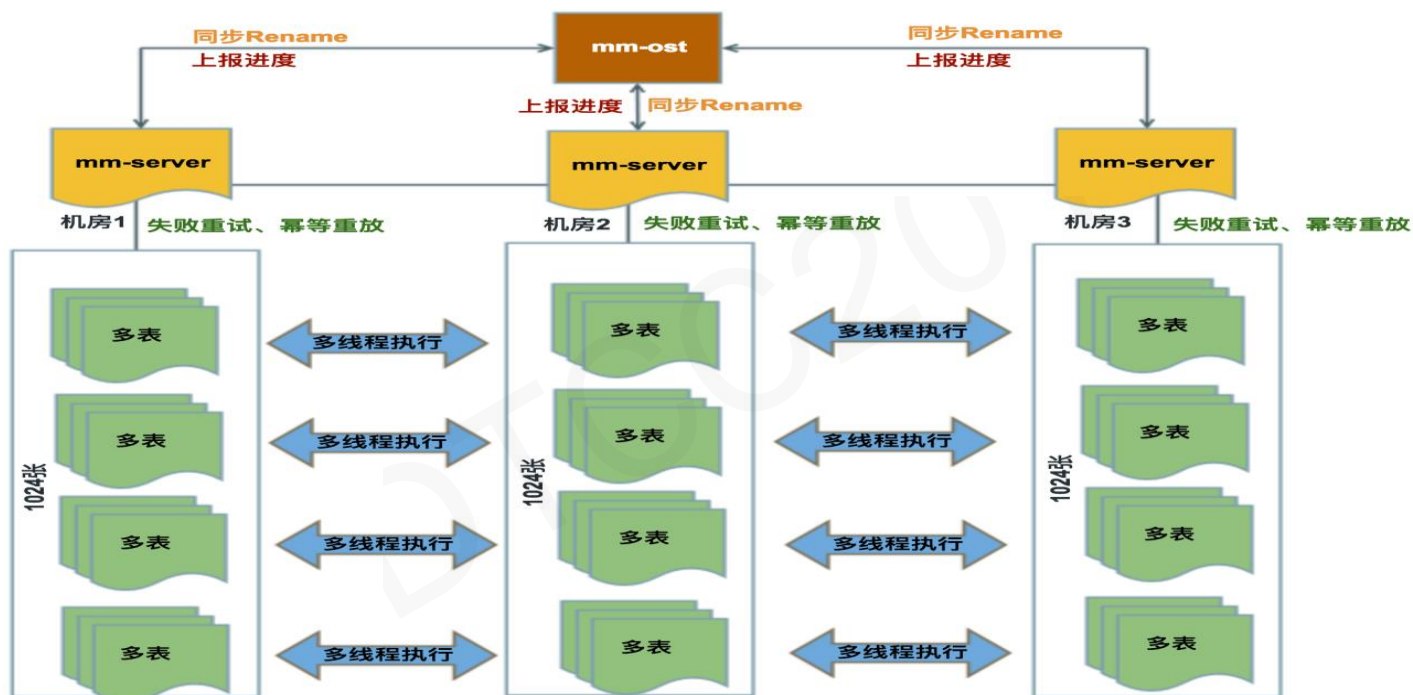 同步Rename
mm-ost
同步Rename
上报进度
上报进度
上报进度
同步Rename
mm-server
mm-server
mm-server
机房1
失败重试、幂等重放
机房2
失败重试、幂等重放
机房3
失败重试、幂等重放
多表
多线程执行
多表
多线程执行
多表
多表
多线程执行
多表
多线程执行
多表
1024张
1024张
1024张
多表
多线程执行
多表
多线程执行
多表
多表
多线程执行
多表
多线程执行
多表
DTCC20